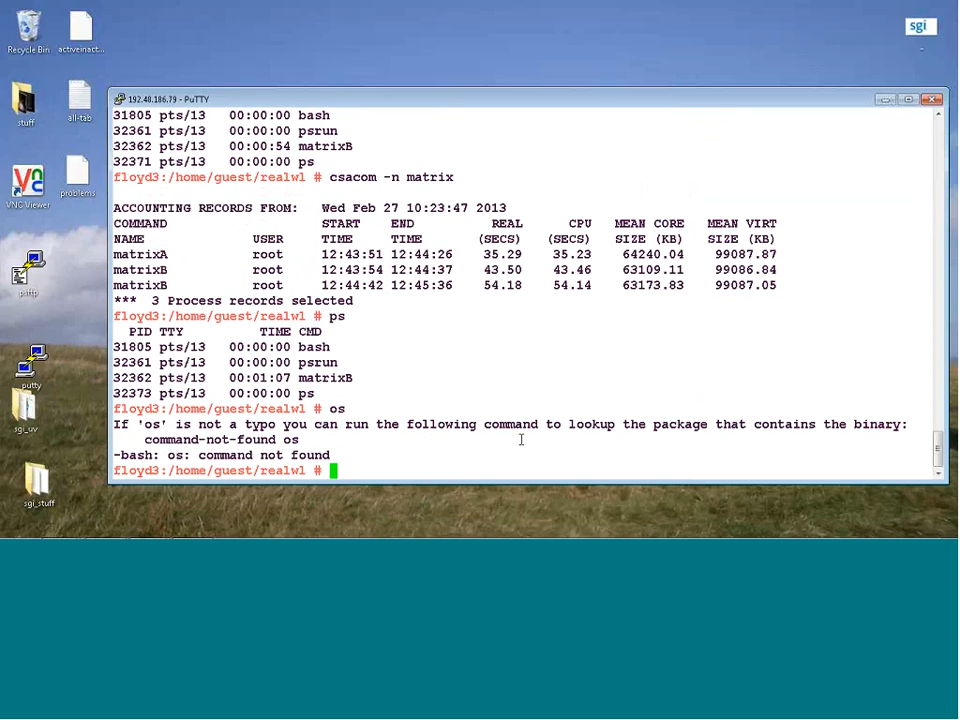 Recycle Bin
activeinact...
sgi
stuff
all-tab
VNC Viewer
problems
psftp
putty
sgi_uv
sgi_stuff
192.48.186.79 - PuTTY
31805 pts/13   00:00:00 bash
32361 pts/13   00:00:00 psrun
32362 pts/13   00:00:54 matrixB
32371 pts/13   00:00:00 ps
floyd3:/home/guest/realwl # csacom -n matrix
ACCOUNTING RECORDS FROM:   Wed Feb 27 10:23:47 2013
COMMAND                    START    END          REAL      CPU   MEAN CORE   MEAN VIRT
NAME              USER     TIME     TIME       (SECS)   (SECS)   SIZE (KB)   SIZE (KB)
matrixA           root     12:43:51 12:44:26    35.29    35.23    64240.04    99087.87
matrixB           root     12:43:54 12:44:37    43.50    43.46    63109.11    99086.84
matrixB           root     12:44:42 12:45:36    54.18    54.14    63173.83    99087.05
***  3 Process records selected
floyd3:/home/guest/realwl # ps
  PID TTY          TIME CMD
31805 pts/13   00:00:00 bash
32361 pts/13   00:00:00 psrun
32362 pts/13   00:01:07 matrixB
32373 pts/13   00:00:00 ps
floyd3:/home/guest/realwl # os
If 'os' is not a typo you can run the following command to lookup the package that contains the binary:
    command-not-found os
-bash: os: command not found
floyd3:/home/guest/realwl #